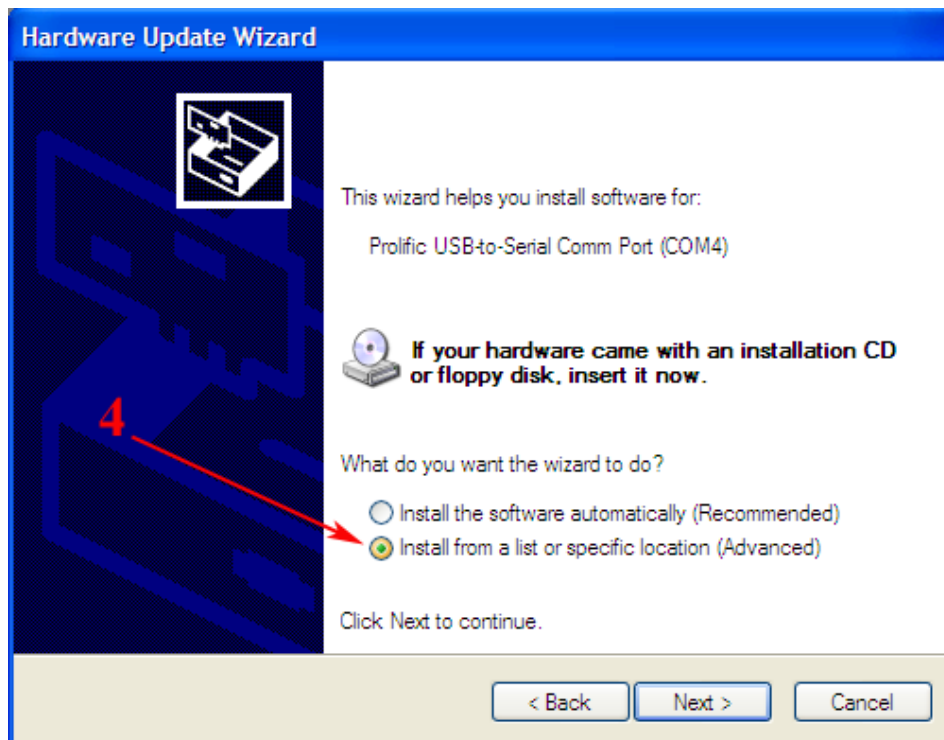 Hardware Update Wizard
This wizard helps you install software for:
Prolific USB-to-Serial Comm Port (COM4)
If your hardware came with an installation CD
or floppy disk, insert it now.
4
What do you want the wizard to do?
Install the software automatically (Recommended)
Install from a list or specific location (Advanced)
Click Next to continue.
< Back
Next >
Cancel